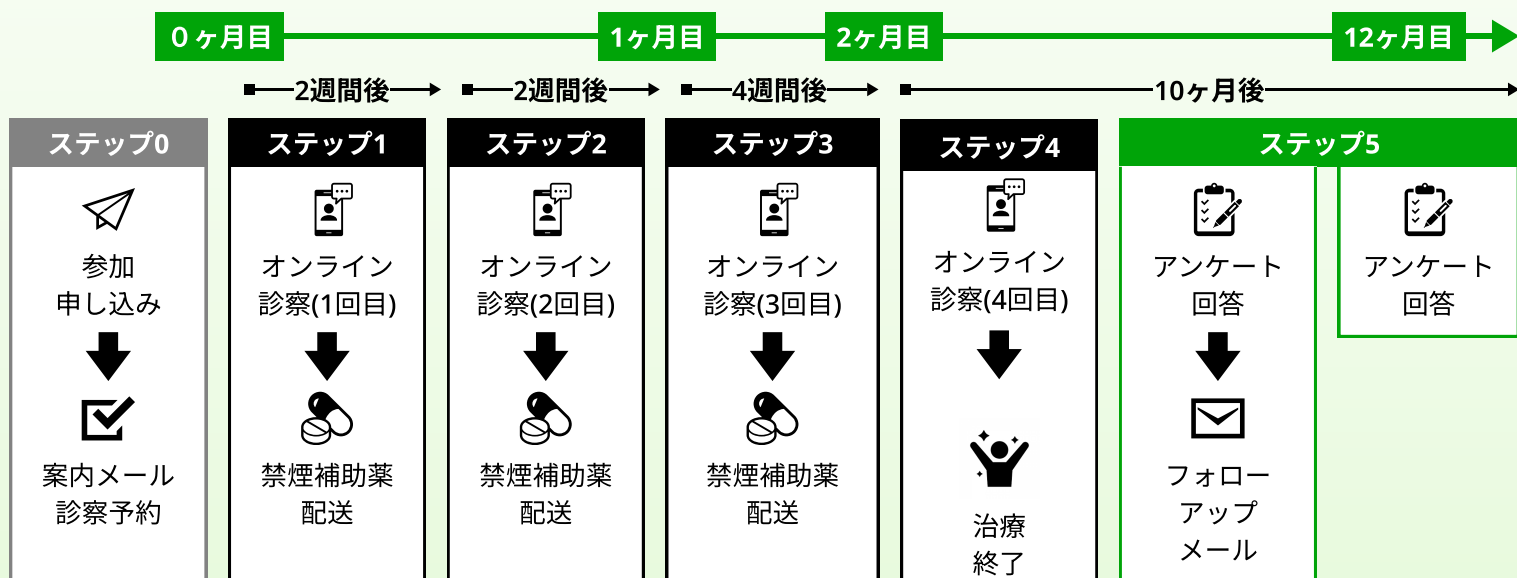 ０ヶ月目
1ヶ月目
2ヶ月目
12ヶ月目
2週間後
2週間後
4週間後
10ヶ月後
ステップ0
参加
申し込み
案内メール
診察予約
ステップ1
オンライン
診察(1回目)
禁煙補助薬
配送
ステップ2
オンライン
診察(2回目)
禁煙補助薬
配送
ステップ3
オンライン
診察(3回目)
禁煙補助薬
配送
ステップ4
オンライン
診察(4回目)
治療
終了
ステップ5
アンケート
回答
フォロー
アップ
メール
アンケート
回答